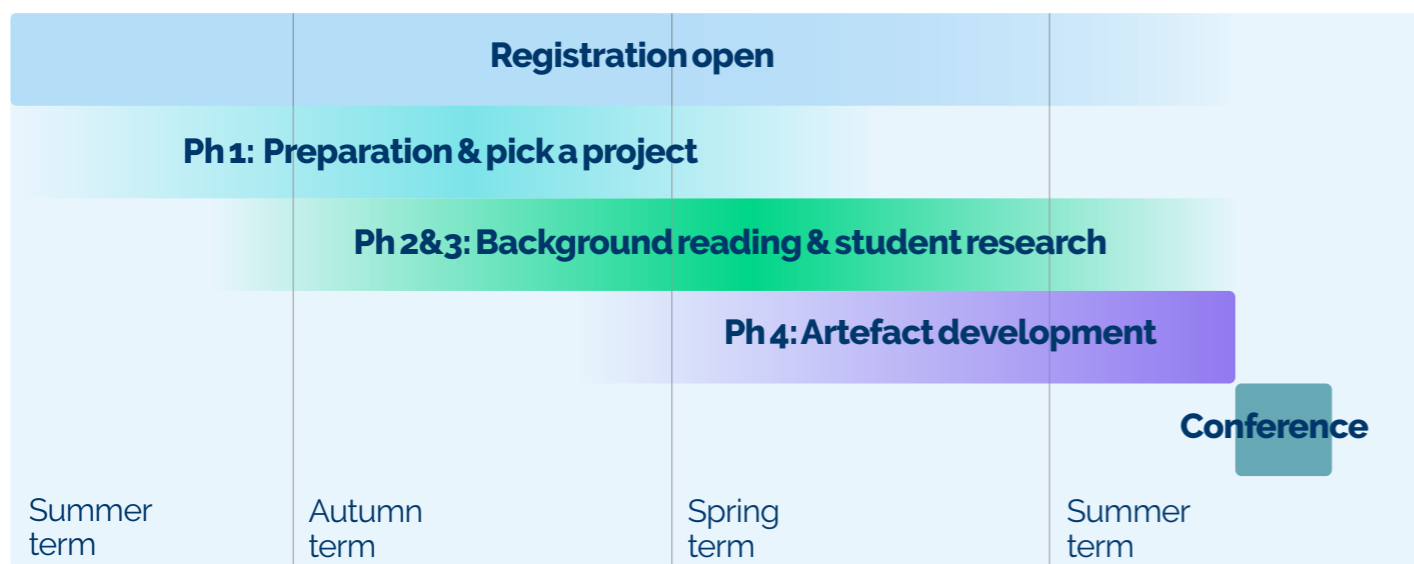 Registration open
Ph 1: Preparation & pick a project
Ph 2&3: Background reading & student research
Ph 4: Artefact development
Conference
Summer
term
Autumn
term
Spring
term
Summer
term